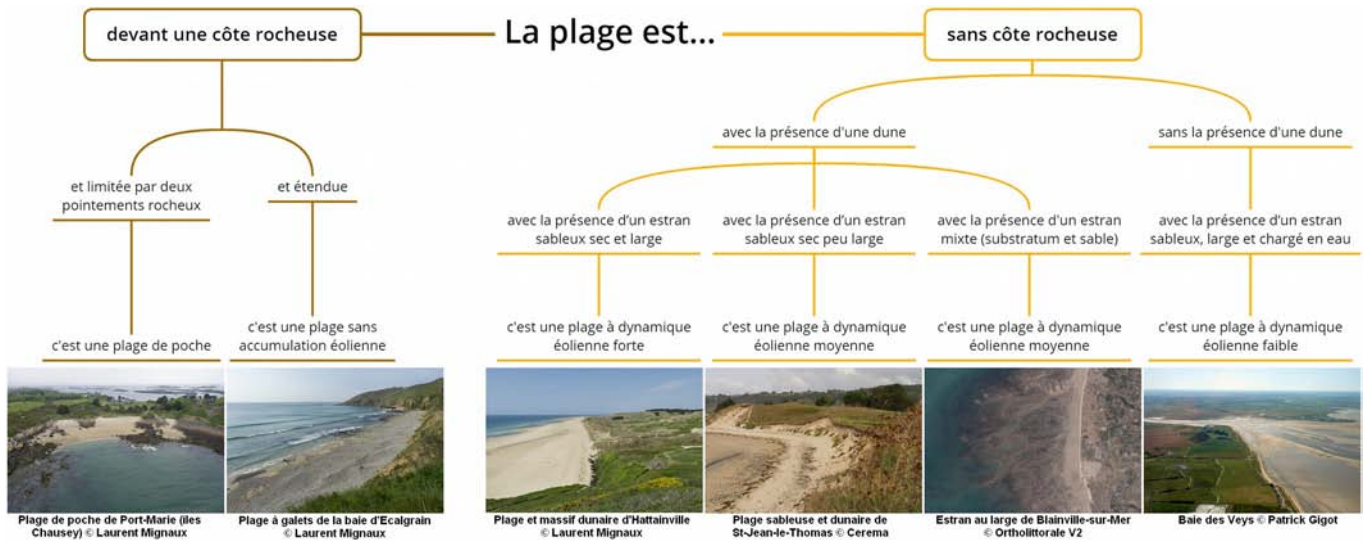 La plage est...
devant une côte rocheuse
et limitée par deux
pointements rocheux
c'est une plage de poche
Plage de poche de Port-Marie (îles
Chausey) © Laurent Mignaux
et étendue
c'est une plage sans
accumulation éolienne
Plage à galets de la baie d'Ecalgrain
© Laurent Mignaux
sans côte rocheuse
avec la présence d'une dune
avec la présence d'un estran
sableux sec et large
c'est une plage à dynamique
éolienne forte
Plage et massif dunaire d'Hattainville
© Laurent Mignaux
avec la présence d'un estran
sableux sec peu large
c'est une plage à dynamique
éolienne moyenne
Plage sableuse et dunaire de
St-Jean-le-Thomas © Cerema
avec la présence d'un estran
mixte (substratum et sable)
c'est une plage à dynamique
éolienne moyenne
Estran au large de Blainville-sur-Mer
© Ortholittorale V2
sans la présence d'une dune
avec la présence d'un estran
sableux, large et chargé en eau
c'est une plage à dynamique
éolienne faible
Baie des Veys © Patrick Gigot